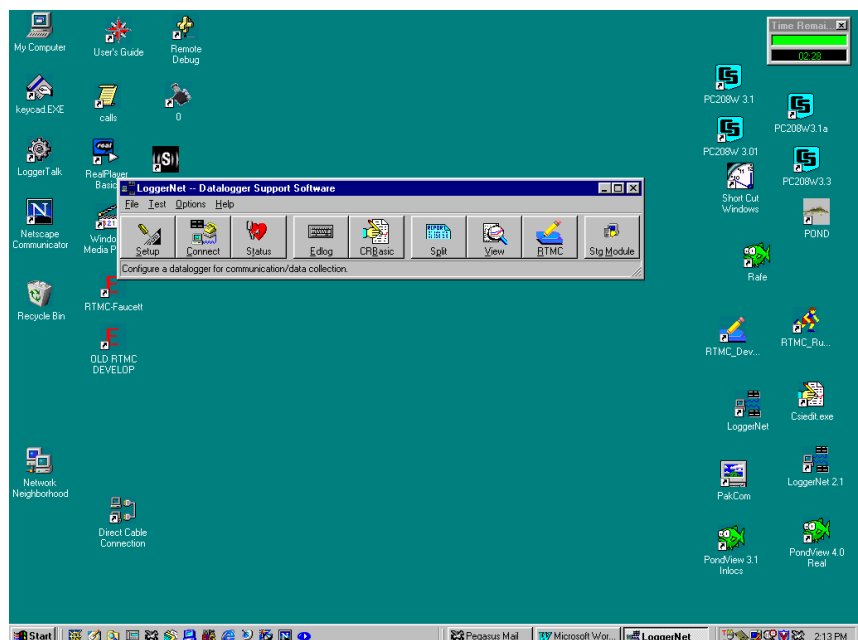 My Computer
User's Guide
Remote
Debug
Time Remai...
02:28
keycad.EXE
calls
0
PC208W 3.1
PC208W3.1a
LoggerTalk
RealPlayer
Basic
PC208W 3.01
PC208W3.3
Short Cut
Windows
LoggerNet -- Datalogger Support Software
File Test Options Help
Setup
Connect
Status
Edlog
CRBasic
Split
View
RTMC
Stg Module
Configure a datalogger for communication/data collection.
Netscape
Communicator
Windo
Media P
POND
Rafe
Recycle Bin
RTMC-Faucett
OLD RTMC
DEVELOP
RTMC_Dev...
RTMC_Ru...
LoggerNet
Csiedit.exe
Network
Neighborhood
PakCom
LoggerNet 2.1
Direct Cable
Connection
PondView 3.1
Inlocs
PondView 4.0
Real
Start
Pegasus Mail
Microsoft Wor...
LoggerNet
2:13 PM